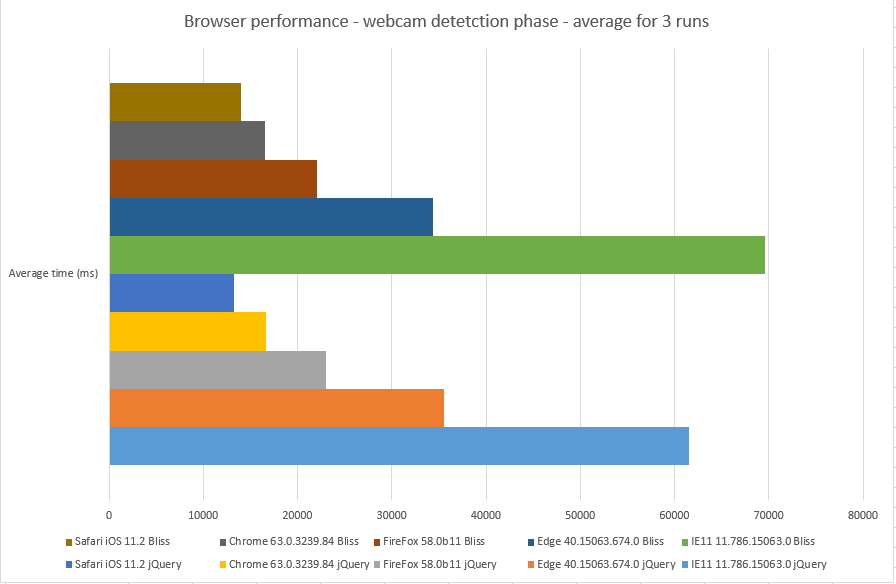 Browser performance - webcam detetction phase - average for 3 runs
Average time (ms)
0 10000 20000 30000 40000 50000 60000 70000 80000
Safari iOS 11.2 Bliss Chrome 63.0.3239.84 Bliss FireFox 58.0b11 Bliss Edge 40.15063.674.0 Bliss IE11 11.786.15063.0 Bliss
Safari iOS 11.2 jQuery Chrome 63.0.3239.84 jQuery FireFox 58.0b11 jQuery Edge 40.15063.674.0 jQuery IE11 11.786.15063.0 jQuery